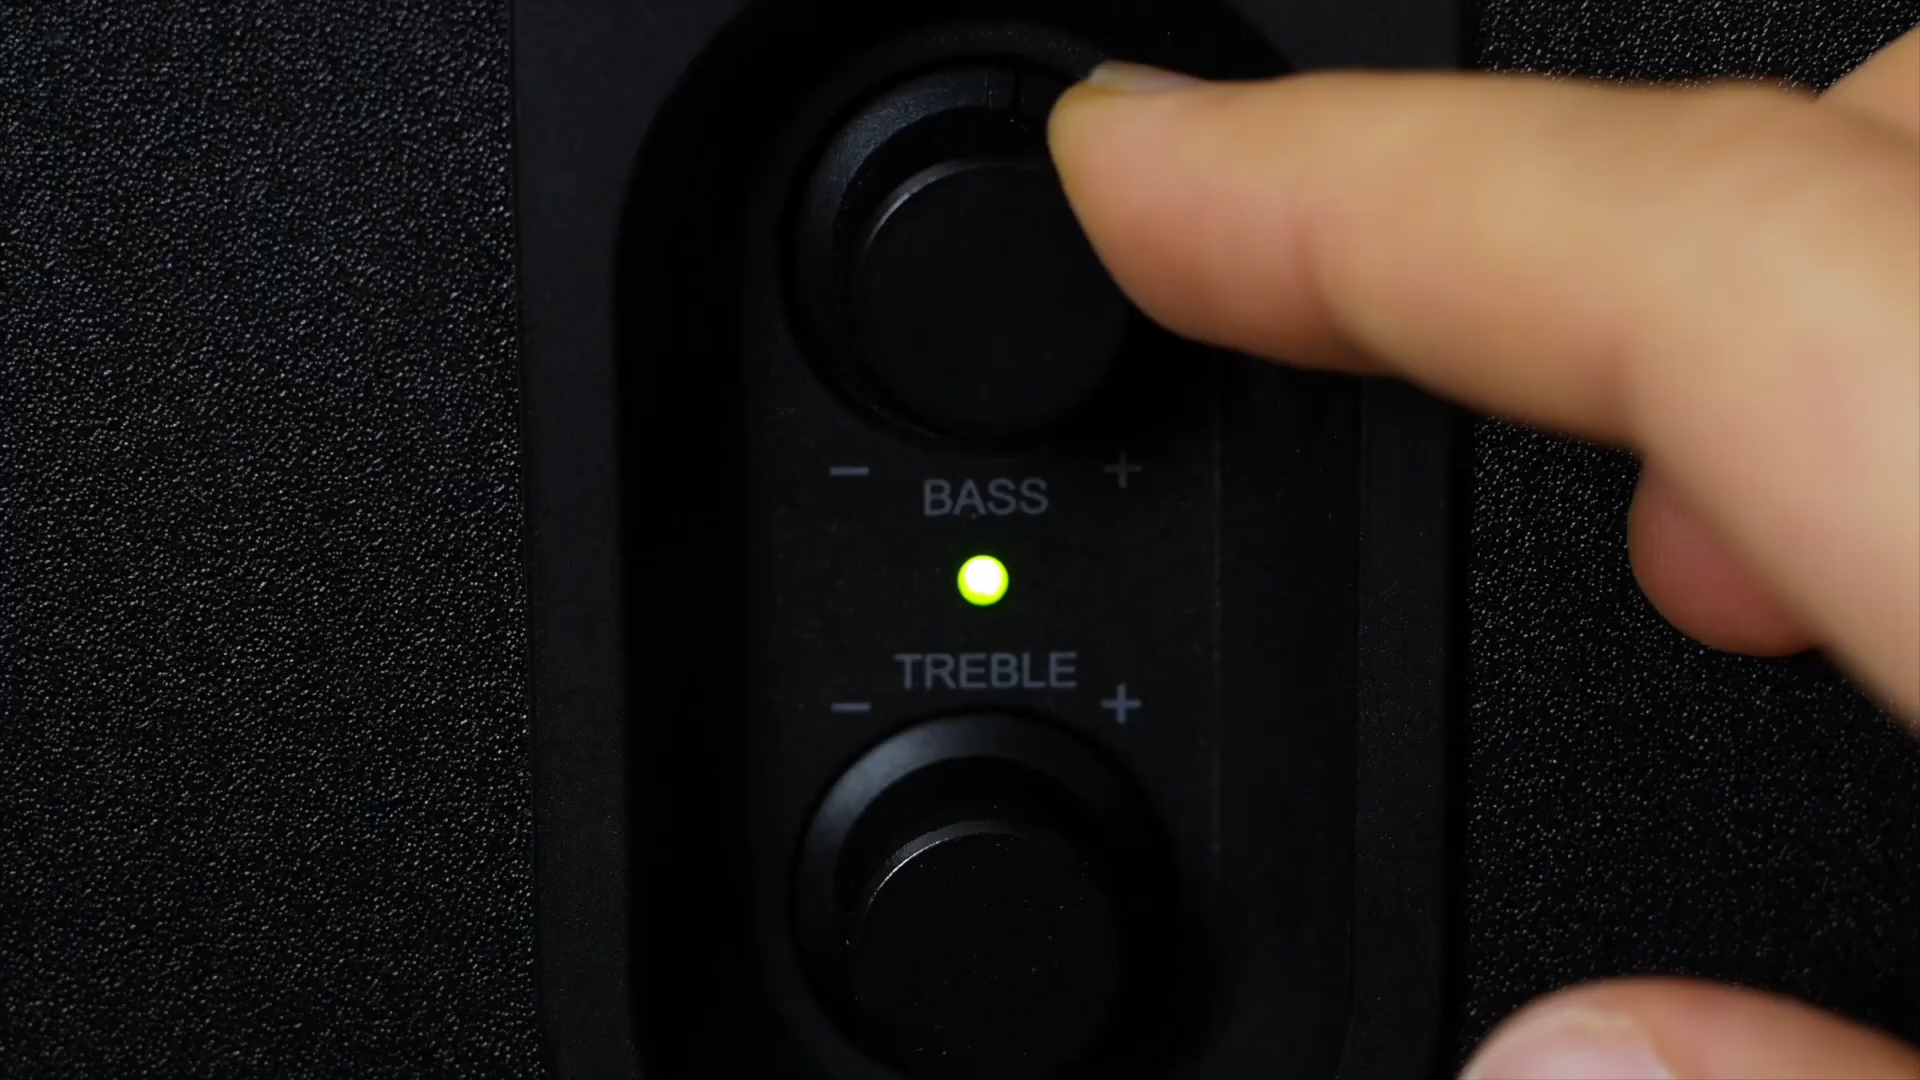 − BASS +
TREBLE
− +